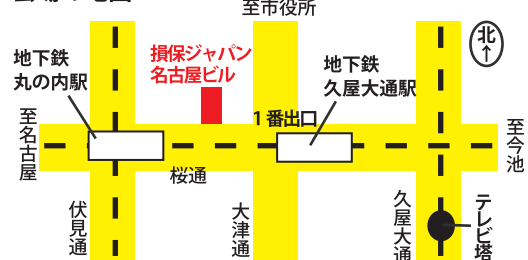 至市役所
北
地下鉄
丸の内駅
損保ジャパン
名古屋ビル
地下鉄
久屋大通駅
1番出口
至名古屋
至今池
桜通
伏見通
大津通
久屋大通
テレビ塔